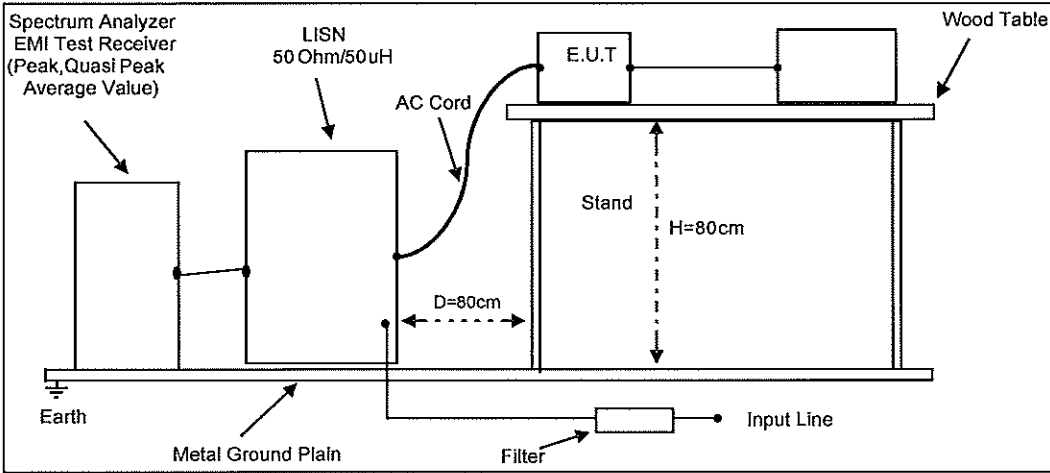 Spectrum Analyzer
EMI Test Receiver
(Peak,Quasi Peak
Average Value)
LISN
50 Ohm/50uH
AC Cord
E.U.T
Wood Table
Stand
H=80cm
D=80cm
Earth
Metal Ground Plain
Filter
Input Line